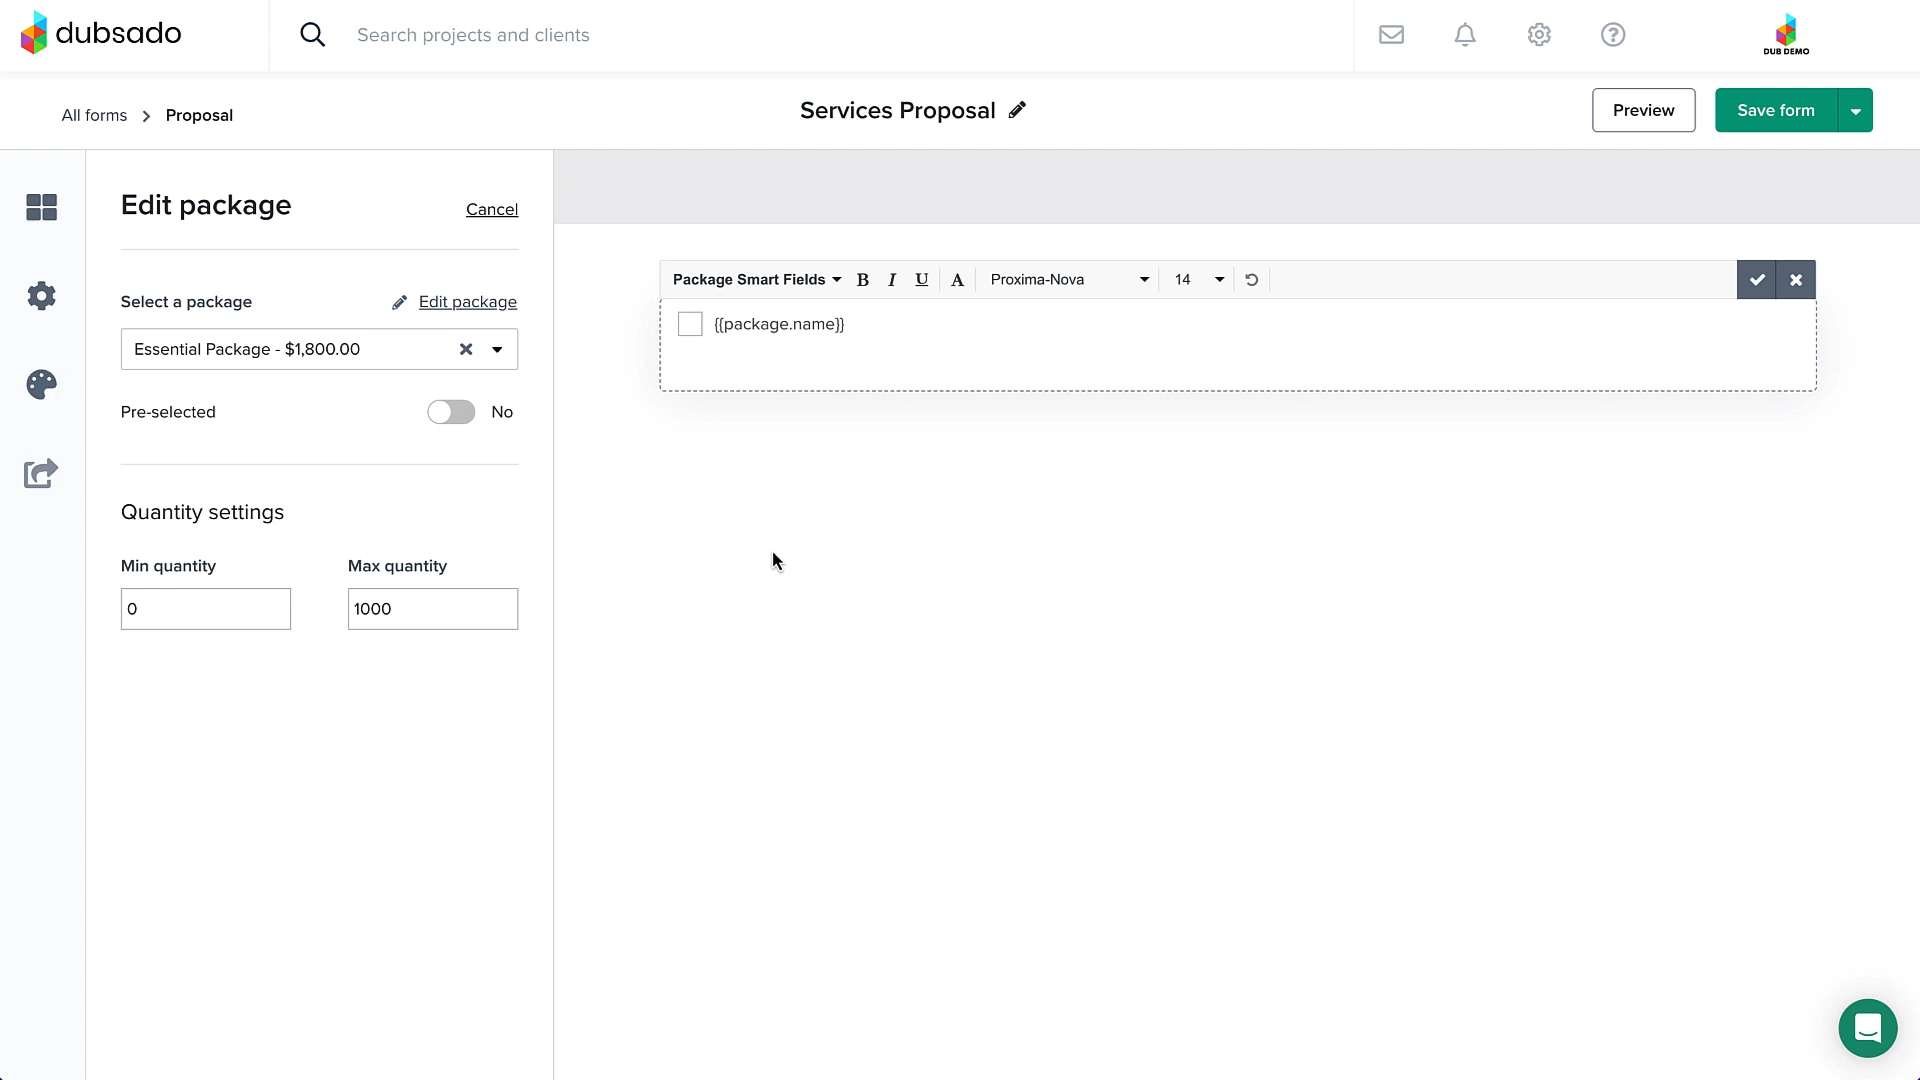 dubsado
Search projects and clients
DUB DEMO
All forms > Proposal
Services Proposal
Preview
Save form
Edit package
Cancel
Select a package
Edit package
Essential Package - $1,800.00
Pre-selected
No
Quantity settings
Min quantity
Max quantity
0
1000
Package Smart Fields
B I U A
Proxima-Nova
14
{{package.name}}